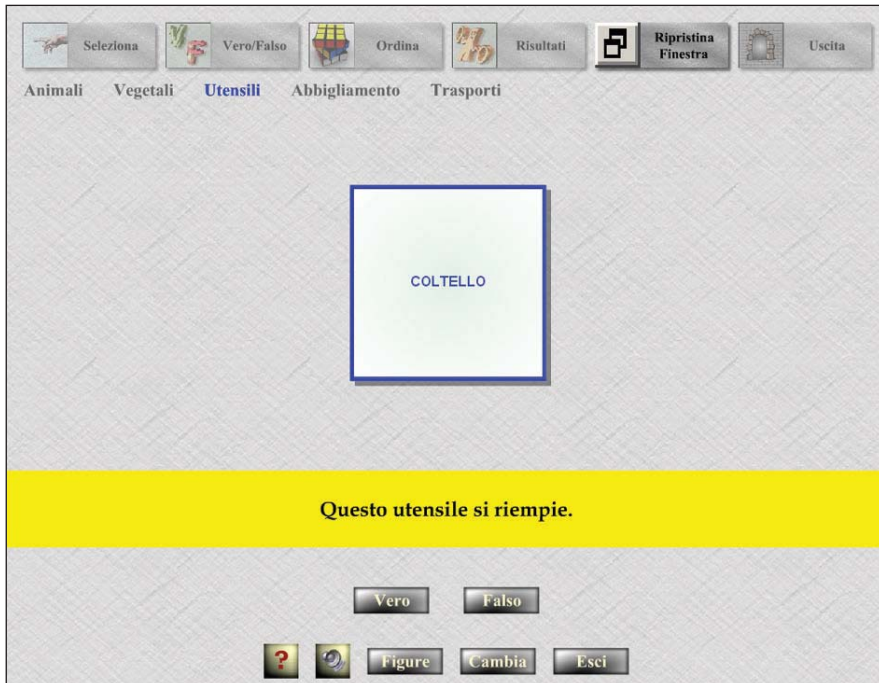 Seleziona
Vero/Falso
Ordina
Risultati
Ripristina
Finestra
Uscita
Animali Vegetali Utensili Abbigliamento Trasporti
COLTELLO
Questo utensile si riempie.
Vero Falso
? Figure Cambia Esci